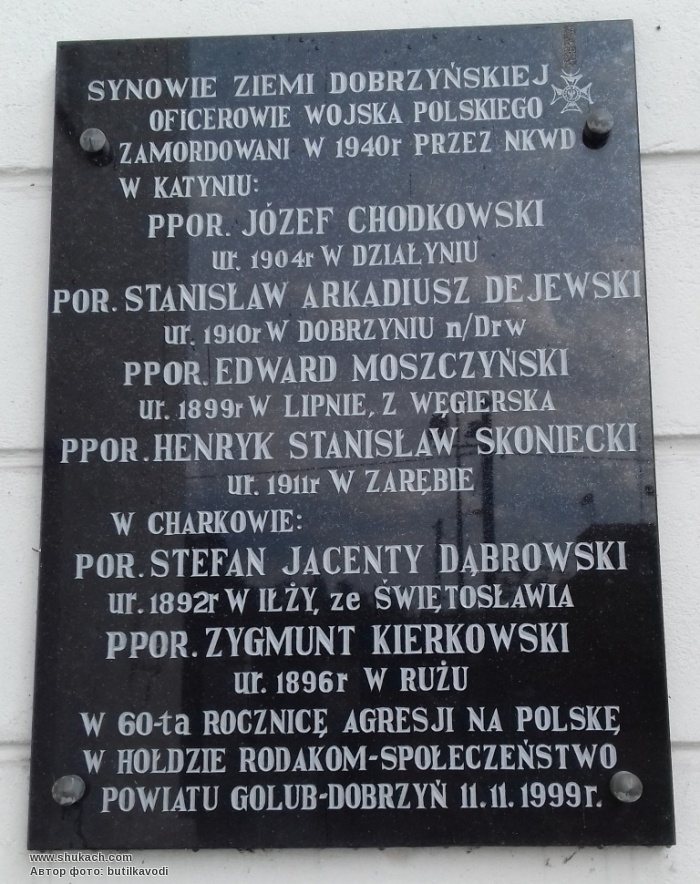 SYNOWIE ZIEMI DOBRZYŃSKIEJ
OFICEROWIE WOJSKA POLSKIEGO
ZAMORDOWANI W 1940r PRZEZ NKWD
W KATYNIU:
PPOR. JÓZEF CHODKOWSKI
ur. 1904r W DZIAŁYNIU
POR. STANISŁAW ARKADIUSZ DEJEWSKI
ur. 1910r W DOBRZYNIU n/Drw
PPOR. EDWARD MOSZCZYŃSKI
ur. 1899r W LIPNIE, Z WĘGIERSKA
PPOR. HENRYK STANISŁAW SKONIECKI
ur. 1911r W ZARĘBIE
W CHARKOWIE:
POR. STEFAN JACENTY DĄBROWSKI
ur. 1892r W IŁŻY, ze ŚWIĘTOSŁAWIA
PPOR. ZYGMUNT KIERKOWSKI
ur. 1896r W RUŻU
W 60-ta ROCZNICĘ AGRESJI NA POLSKĘ
W HOŁDZIE RODAKOM-SPOŁECZEŃSTWO
POWIATU GOLUB-DOBRZYŃ 11.11.1999r.
www.shukach.com
Автор фото: butilkavodi